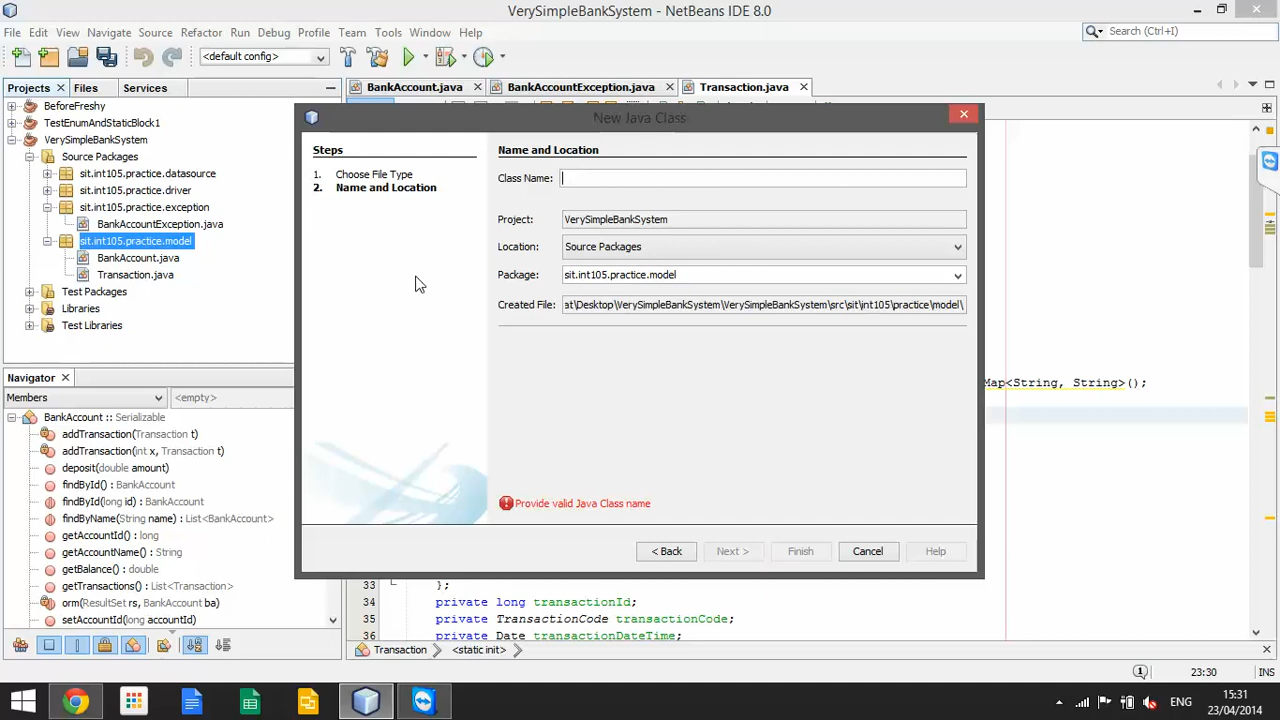 VerySimpleBankSystem - NetBeans IDE 8.0
File Edit View Navigate Source Refactor Run Debug Profile Team Tools Window Help
Search (Ctrl+I)
<default config>
Projects Files Services
BankAccount.java BankAccountException.java Transaction.java
BeforeFreshy
TestEnumAndStaticBlock1
VerySimpleBankSystem
Source Packages
sit.int105.practice.datasource
sit.int105.practice.driver
sit.int105.practice.exception
BankAccountException.java
sit.int105.practice.model
BankAccount.java
Transaction.java
Test Packages
Libraries
Test Libraries
Navigator
Members
<empty>
BankAccount :: Serializable
addTransaction(Transaction t)
addTransaction(int x, Transaction t)
deposit(double amount)
findById() : BankAccount
findById(long id) : BankAccount
findByName(String name) : List<BankAccount>
getAccountId() : long
getAccountName() : String
getBalance() : double
getTransactions() : List<Transaction>
orm(ResultSet rs, BankAccount ba)
setAccountId(long accountId)
New Java Class
Steps
1. Choose File Type
2. Name and Location
Name and Location
Class Name:
Project: VerySimpleBankSystem
Location: Source Packages
Package: sit.int105.practice.model
Created File: at\Desktop\VerySimpleBankSystem\VerySimpleBankSystem\src\sit\int105\practice\model\
Provide valid Java Class name
< Back Next > Finish Cancel Help
Map<String, String>();
33 };
34 private long transactionId;
35 private TransactionCode transactionCode;
36 private Date transactionDateTime;
Transaction <static init>
1
23:30 INS
ENG
15:31
23/04/2014